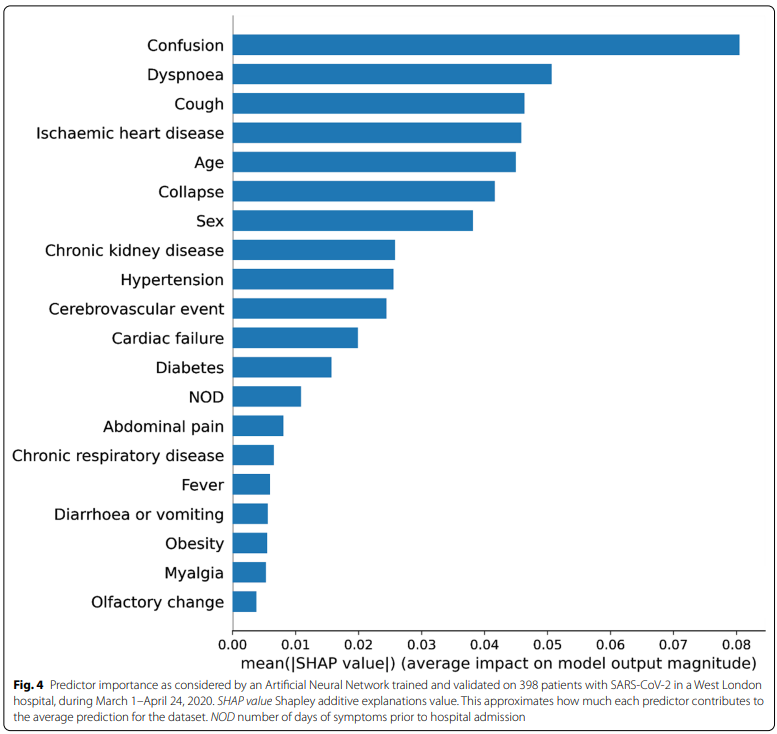 Confusion
Dyspnoea
Cough
Ischaemic heart disease
Age
Collapse
Sex
Chronic kidney disease
Hypertension
Cerebrovascular event
Cardiac failure
Diabetes
NOD
Abdominal pain
Chronic respiratory disease
Fever
Diarrhoea or vomiting
Obesity
Myalgia
Olfactory change
0.00 0.01 0.02 0.03 0.04 0.05 0.06 0.07 0.08
mean(|SHAP value|) (average impact on model output magnitude)
Fig. 4 Predictor importance as considered by an Artificial Neural Network trained and validated on 398 patients with SARS-CoV-2 in a West London
hospital, during March 1–April 24, 2020. SHAP value Shapley additive explanations value. This approximates how much each predictor contributes to
the average prediction for the dataset. NOD number of days of symptoms prior to hospital admission